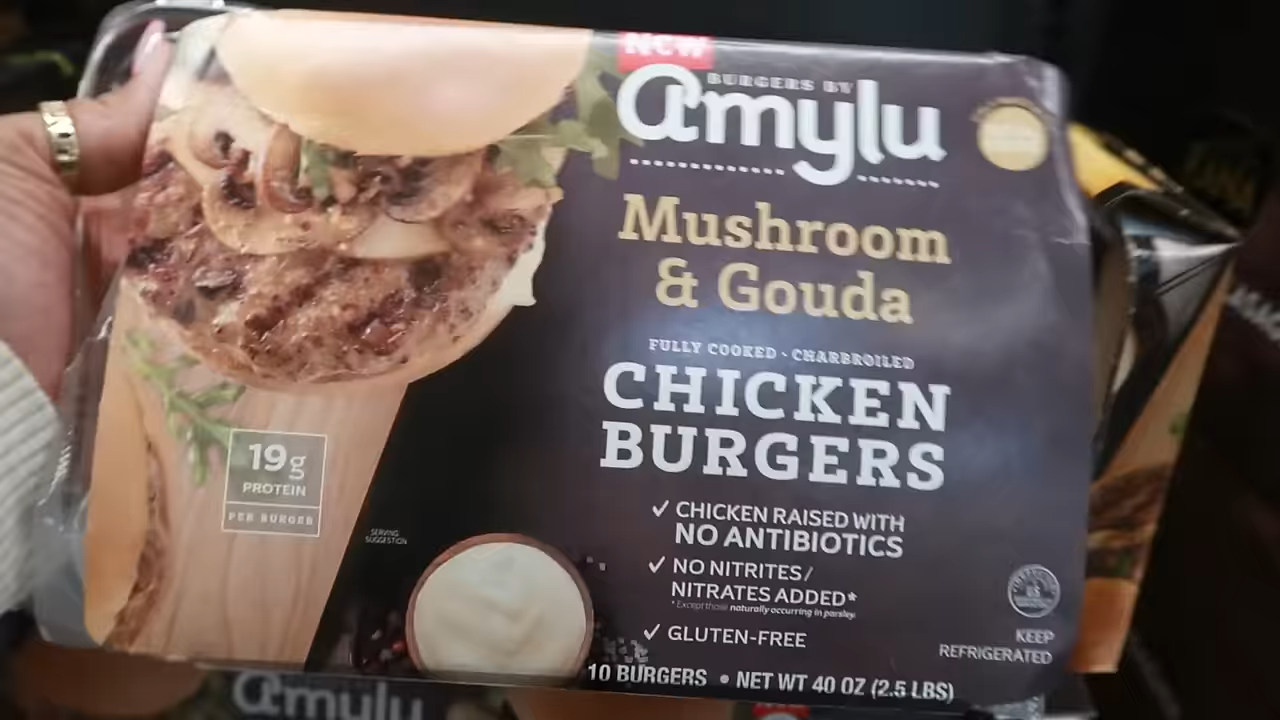 NEW
BURGERS BY
amylu
Mushroom
& Gouda
FULLY COOKED · CHARBROILED
CHICKEN
BURGERS
✓ CHICKEN RAISED WITH
NO ANTIBIOTICS
✓ NO NITRITES/
NITRATES ADDED*
* Except those naturally occurring in parsley.
✓ GLUTEN-FREE
19g
PROTEIN
PER BURGER
SERVING
SUGGESTION
KEEP
REFRIGERATED
10 BURGERS • NET WT 40 OZ (2.5 LBS)
amylu